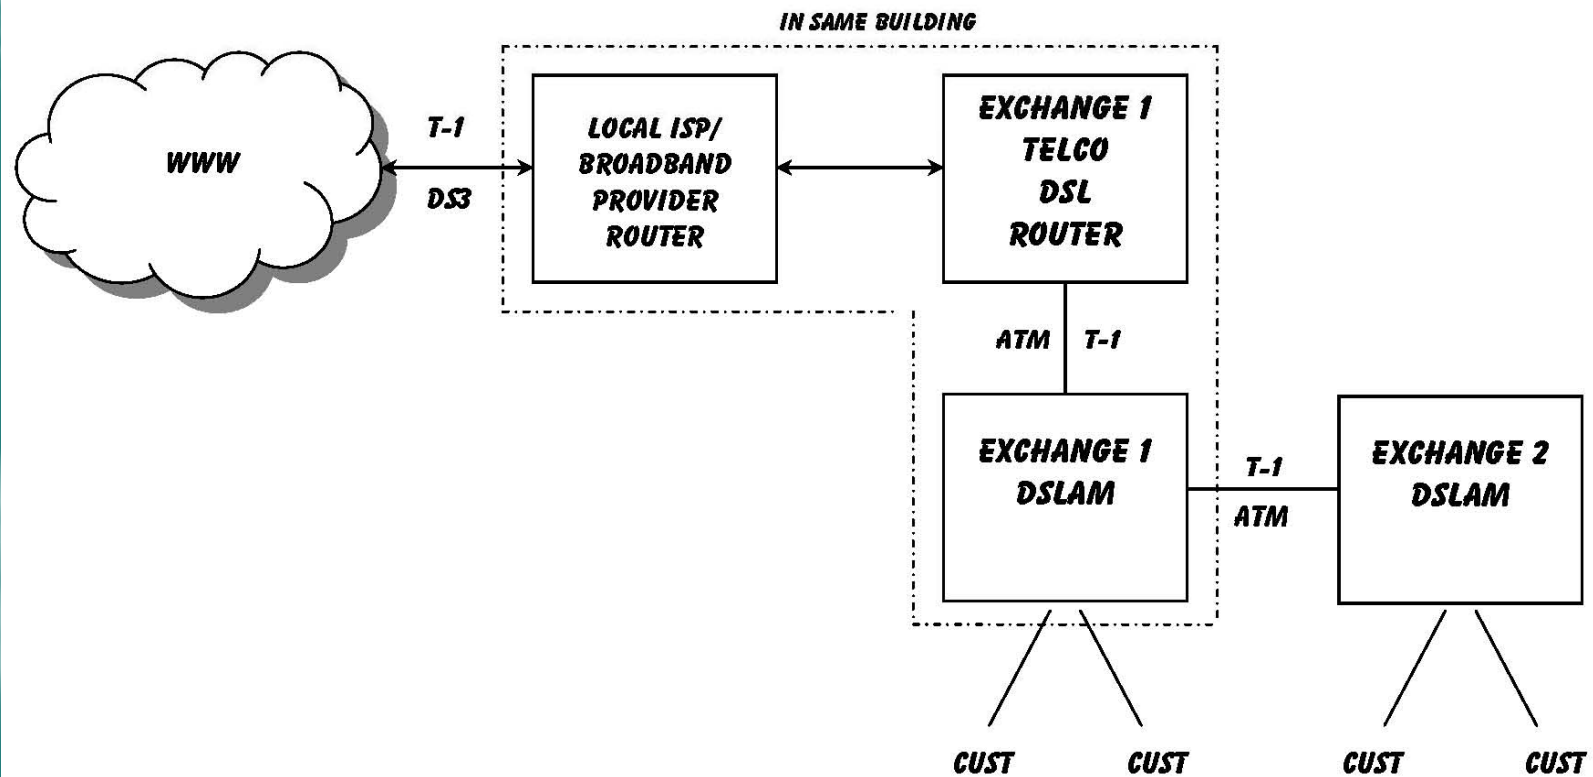 IN SAME BUILDING
WWW
T-1
DS3
LOCAL ISP/
BROADBAND
PROVIDER
ROUTER
EXCHANGE 1
TELCO
DSL
ROUTER
ATM T-1
EXCHANGE 1
DSLAM
T-1
ATM
EXCHANGE 2
DSLAM
CUST CUST CUST CUST